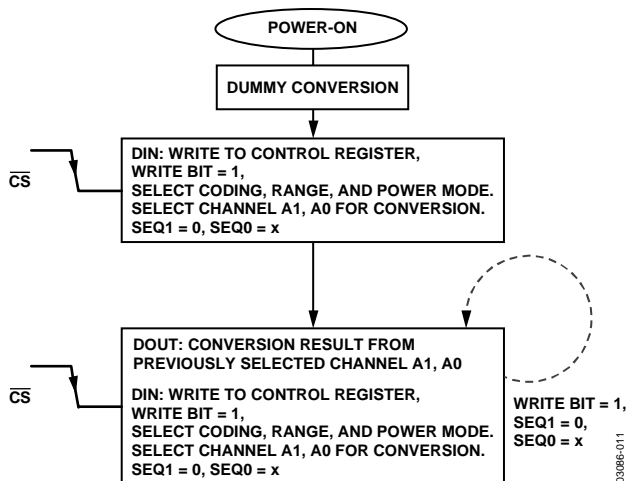 POWER-ON
DUMMY CONVERSION
CS
DIN: WRITE TO CONTROL REGISTER,
WRITE BIT = 1,
SELECT CODING, RANGE, AND POWER MODE.
SELECT CHANNEL A1, A0 FOR CONVERSION.
SEQ1 = 0, SEQ0 = x
CS
DOUT: CONVERSION RESULT FROM
PREVIOUSLY SELECTED CHANNEL A1, A0
DIN: WRITE TO CONTROL REGISTER,
WRITE BIT = 1,
SELECT CODING, RANGE, AND POWER MODE.
SELECT CHANNEL A1, A0 FOR CONVERSION.
SEQ1 = 0, SEQ0 = x
WRITE BIT = 1,
SEQ1 = 0,
SEQ0 = x
03086-011